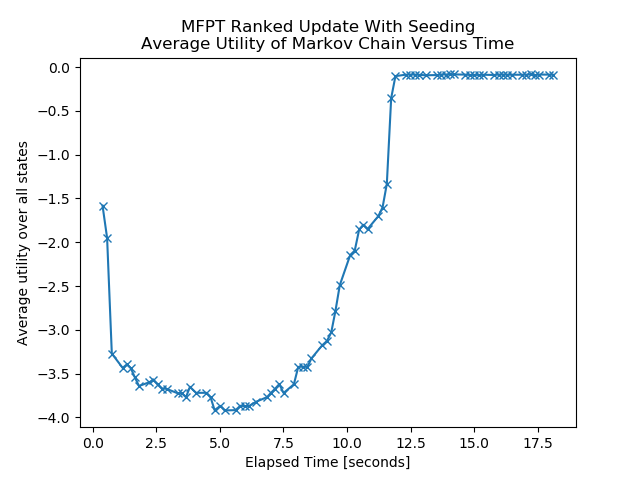 MFPT Ranked Update With Seeding
Average Utility of Markov Chain Versus Time
0.0
−0.5
−1.0
−1.5
−2.0
−2.5
−3.0
−3.5
−4.0
Average utility over all states
0.0 2.5 5.0 7.5 10.0 12.5 15.0 17.5
Elapsed Time [seconds]